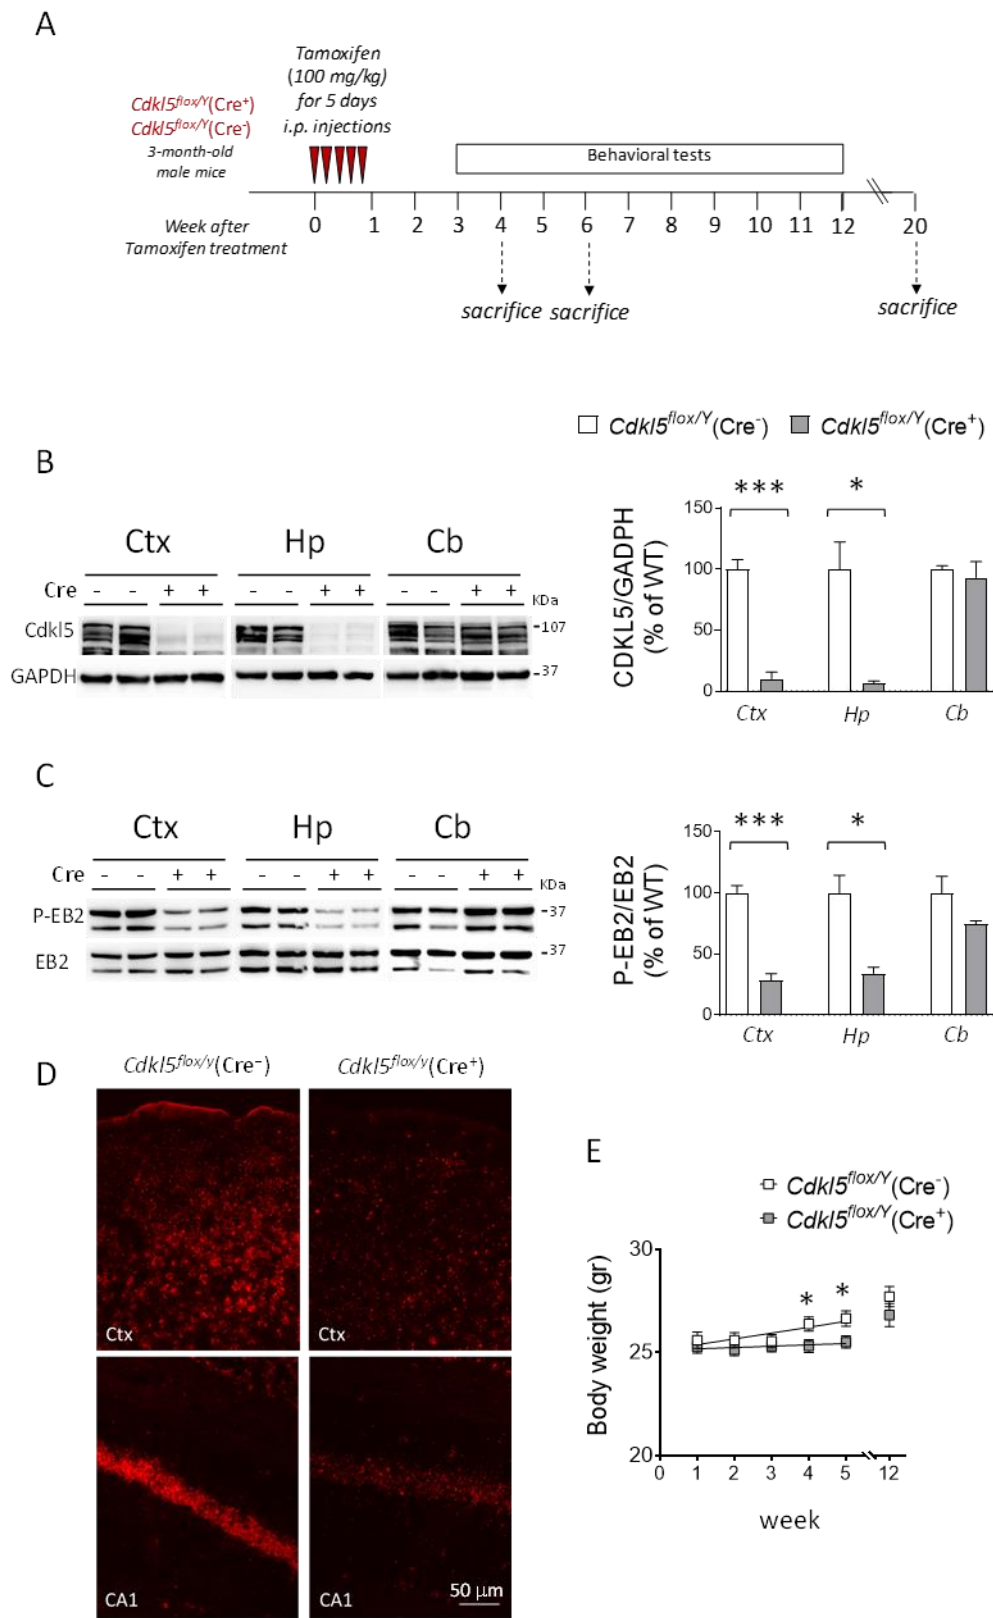 A
Tamoxifen
(100 mg/kg)
for 5 days
i.p. injections
Cdkl5flox/Y(Cre+)
Cdkl5flox/Y(Cre-)
3-month-old
male mice
Behavioral tests
Week after
Tamoxifen treatment
0 1 2 3 4 5 6 7 8 9 10 11 12 20
sacrifice sacrifice sacrifice
Cdkl5flox/Y(Cre-) Cdkl5flox/Y(Cre+)
B
Ctx Hp Cb
Cre - - + + - - + + - - + +
KDa
Cdkl5 -107
GAPDH -37
CDKL5/GADPH
(% of WT)
150
100
50
0
*** *
Ctx Hp Cb
C
Ctx Hp Cb
Cre - - + + - - + + - - + +
KDa
P-EB2 -37
EB2 -37
P-EB2/EB2
(% of WT)
150
100
50
0
*** *
Ctx Hp Cb
D
Cdkl5flox/y(Cre-) Cdkl5flox/y(Cre+)
Ctx Ctx
CA1 CA1
50 µm
E
Cdkl5flox/Y(Cre-)
Cdkl5flox/Y(Cre+)
Body weight (gr)
30
25
20
* *
0 1 2 3 4 5 12
week